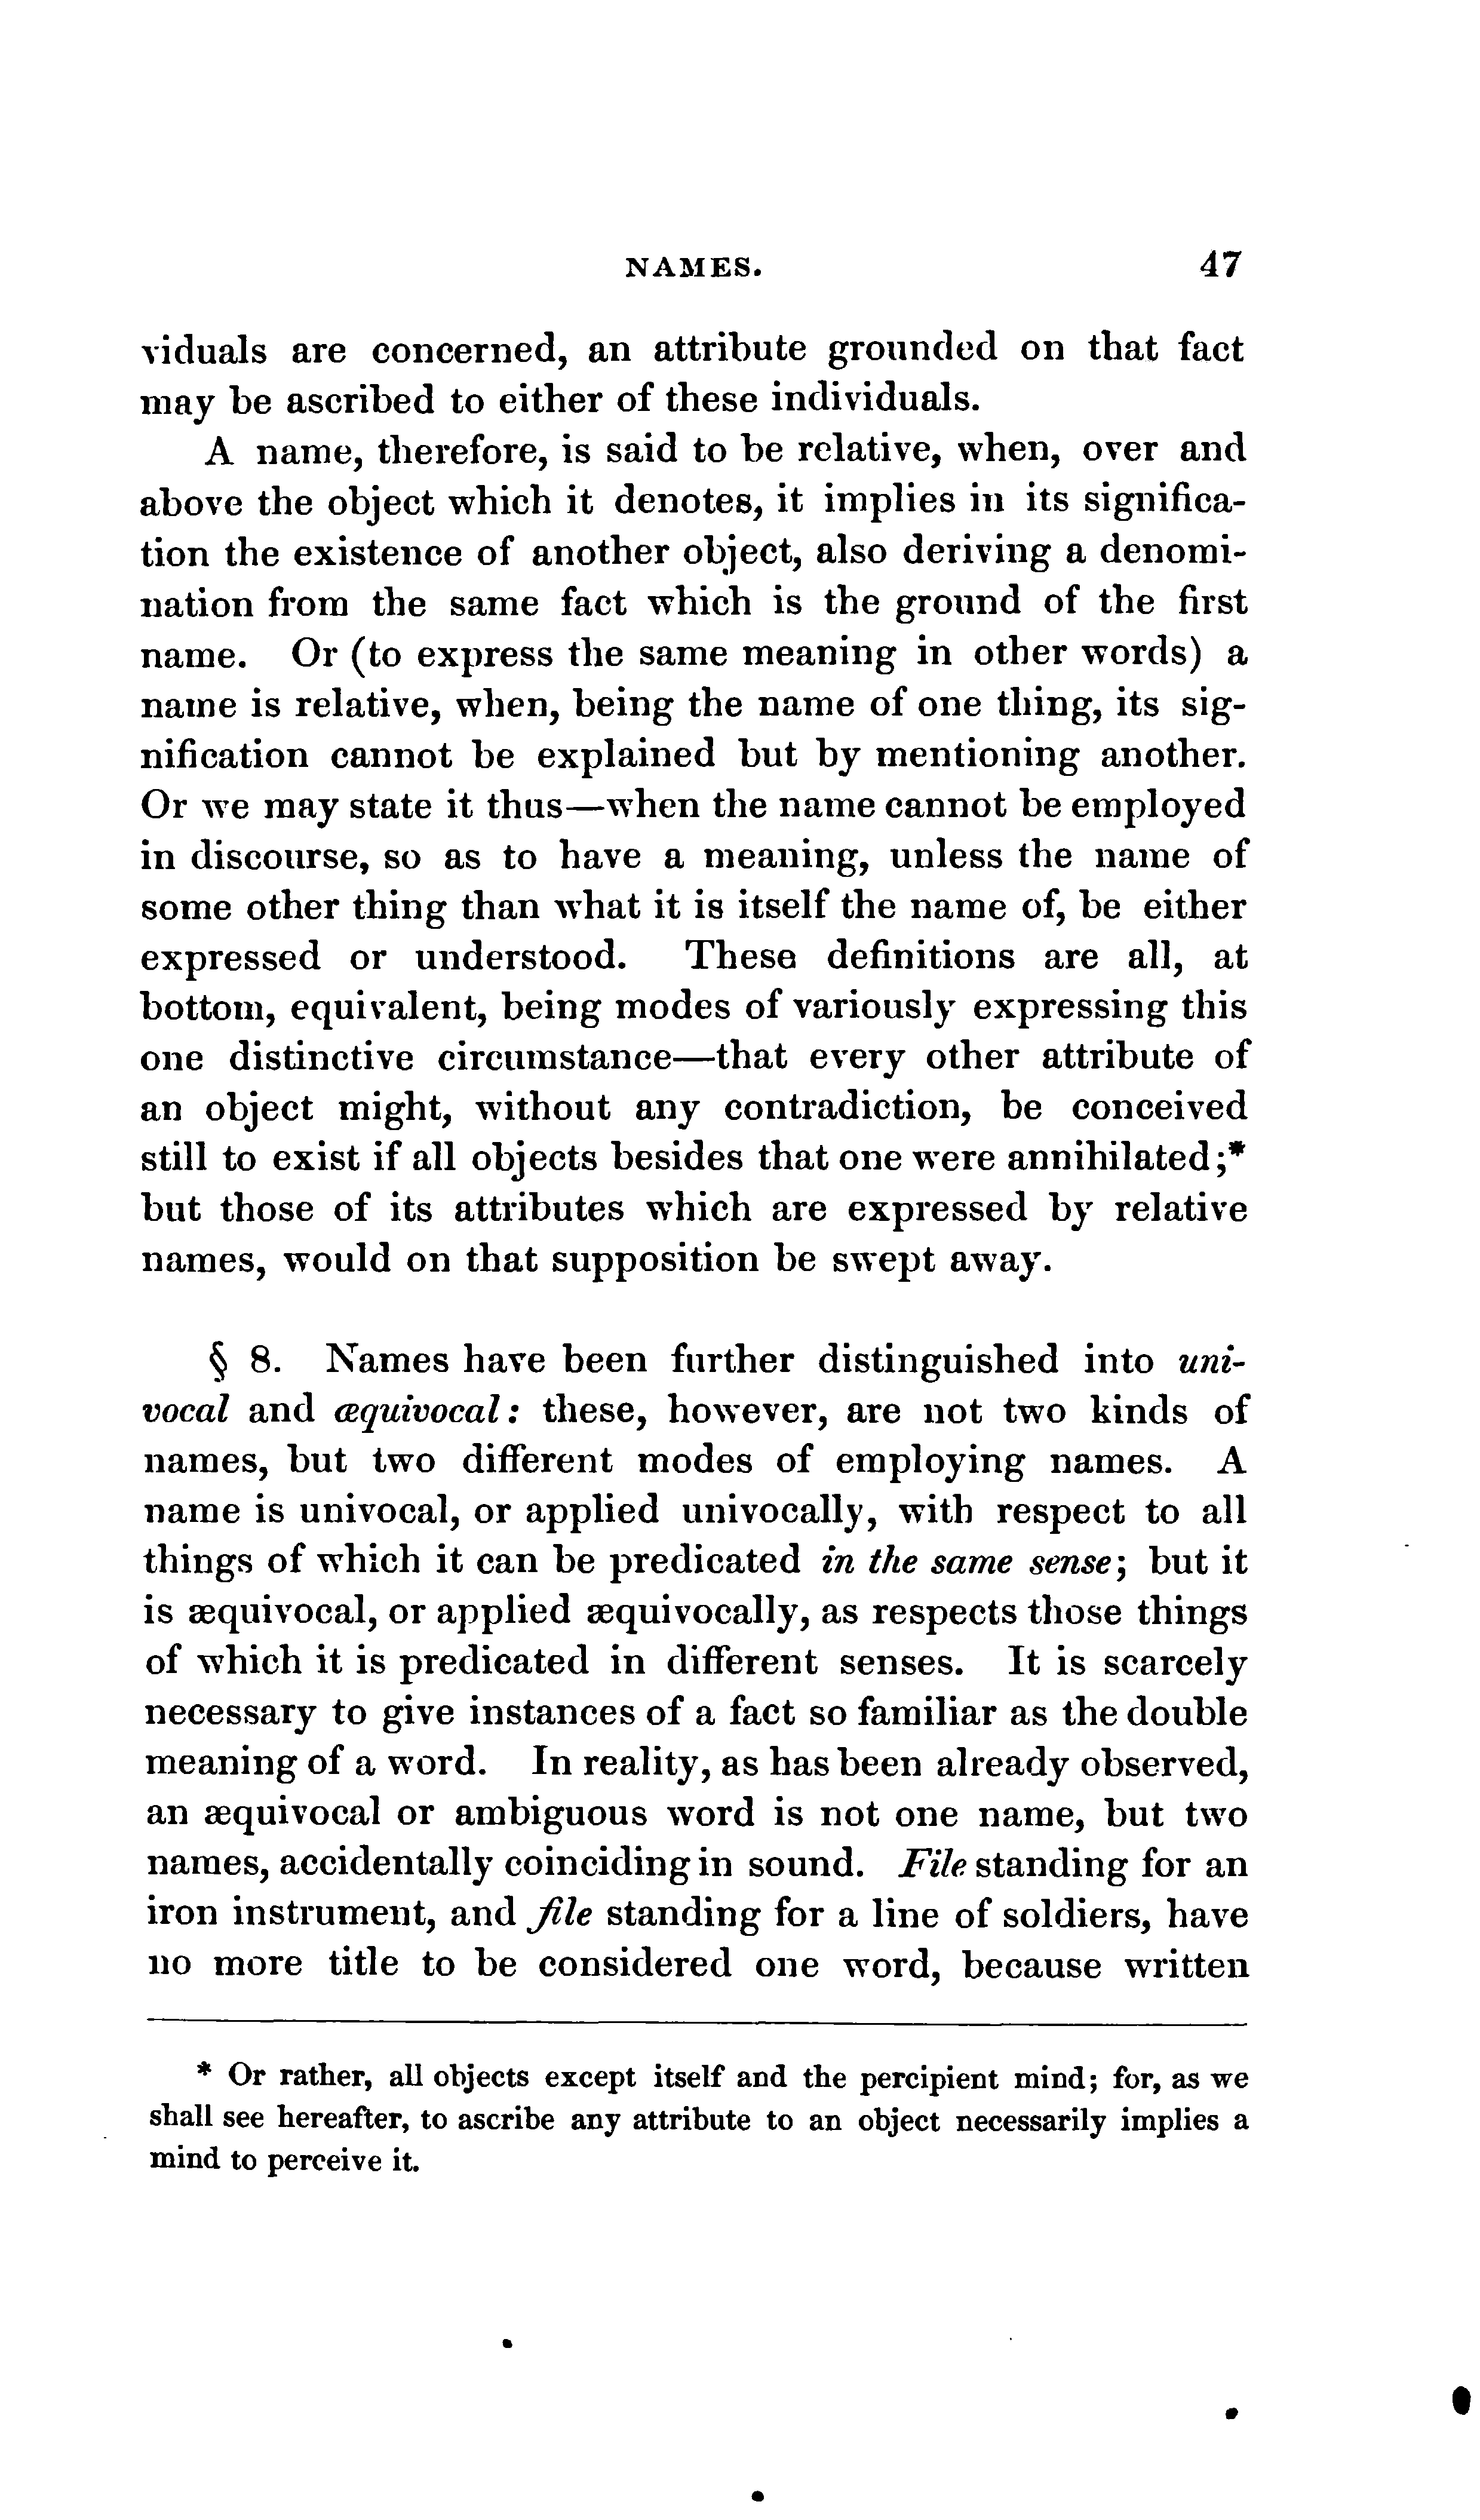 NAMES. 47
viduals are concerned, an attribute grounded on that fact
may be ascribed to either of these individuals.
A name, therefore, is said to be relative, when, over and
above the object which it denotes, it implies in its significa-
tion the existence of another object, also deriving a denomi-
nation from the same fact which is the ground of the first
name. Or (to express the same meaning in other words) a
name is relative, when, being the name of one thing, its sig-
nification cannot be explained but by mentioning another.
Or we may state it thus—when the name cannot be employed
in discourse, so as to have a meaning, unless the name of
some other thing than what it is itself the name of, be either
expressed or understood. These definitions are all, at
bottom, equivalent, being modes of variously expressing this
one distinctive circumstance—that every other attribute of
an object might, without any contradiction, be conceived
still to exist if all objects besides that one were annihilated;*
but those of its attributes which are expressed by relative
names, would on that supposition be swept away.
§ 8. Names have been further distinguished into uni-
vocal and æquivocal: these, however, are not two kinds of
names, but two different modes of employing names. A
name is univocal, or applied univocally, with respect to all
things of which it can be predicated in the same sense; but it
is æquivocal, or applied æquivocally, as respects those things
of which it is predicated in different senses. It is scarcely
necessary to give instances of a fact so familiar as the double
meaning of a word. In reality, as has been already observed,
an æquivocal or ambiguous word is not one name, but two
names, accidentally coinciding in sound. File standing for an
iron instrument, and file standing for a line of soldiers, have
no more title to be considered one word, because written
* Or rather, all objects except itself and the percipient mind; for, as we
shall see hereafter, to ascribe any attribute to an object necessarily implies a
mind to perceive it.